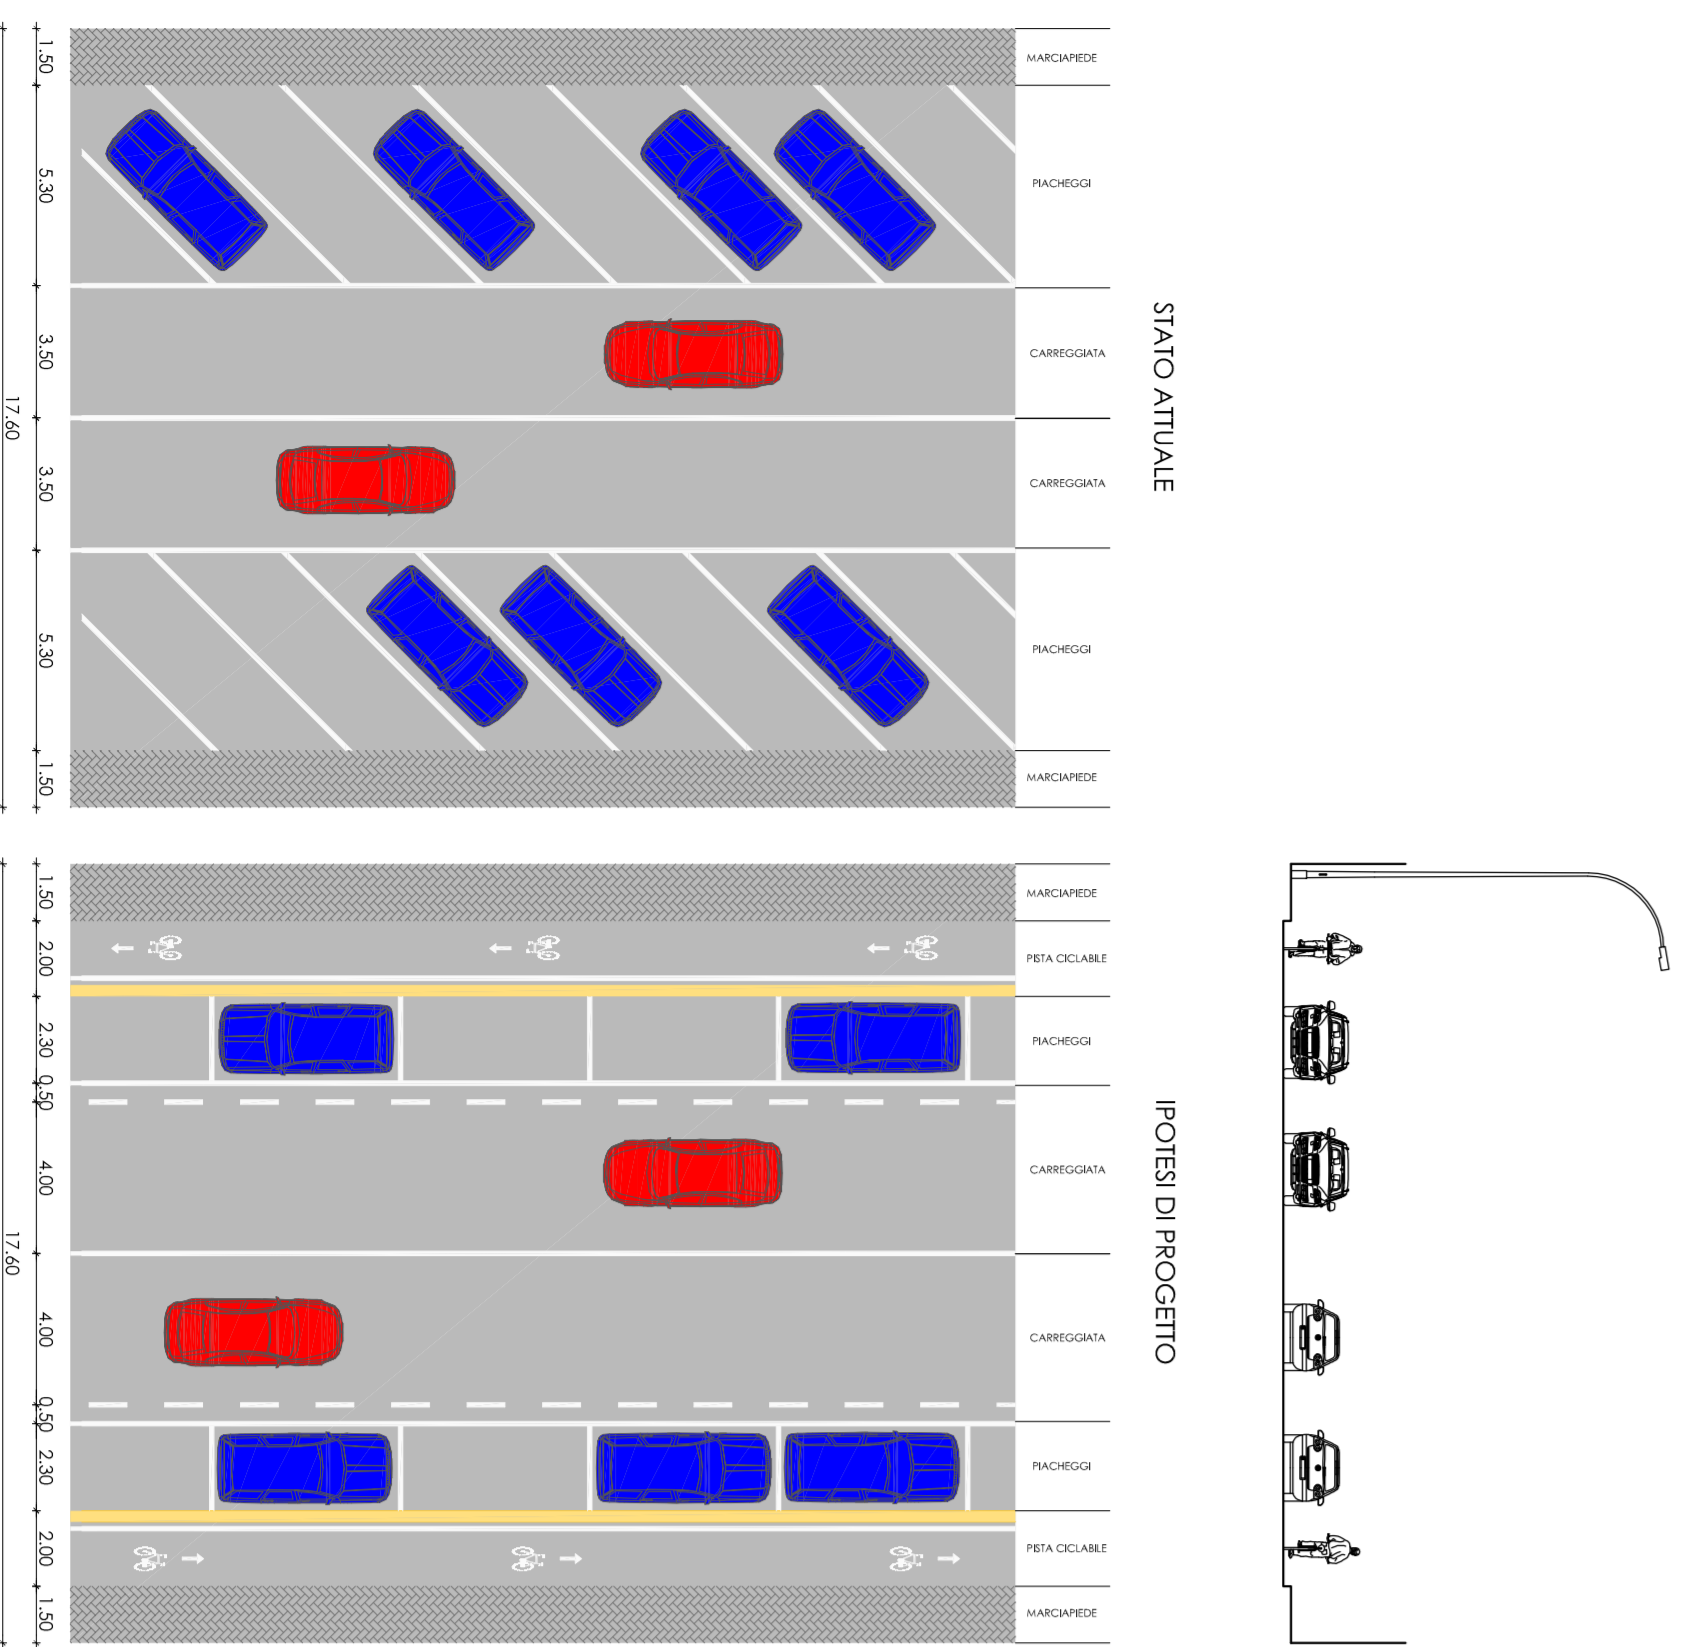 STATO ATTUALE
MARCIAPIEDE
PIACHEGGI
CARREGGIATA
CARREGGIATA
PIACHEGGI
MARCIAPIEDE
1.50
5.30
3.50
3.50
5.30
1.50
17.60
IPOTESI DI PROGETTO
MARCIAPIEDE
PISTA CICLABILE
PIACHEGGI
CARREGGIATA
CARREGGIATA
PIACHEGGI
PISTA CICLABILE
MARCIAPIEDE
1.50
2.00
2.30
0.50
4.00
4.00
0.50
2.30
2.00
1.50
17.60